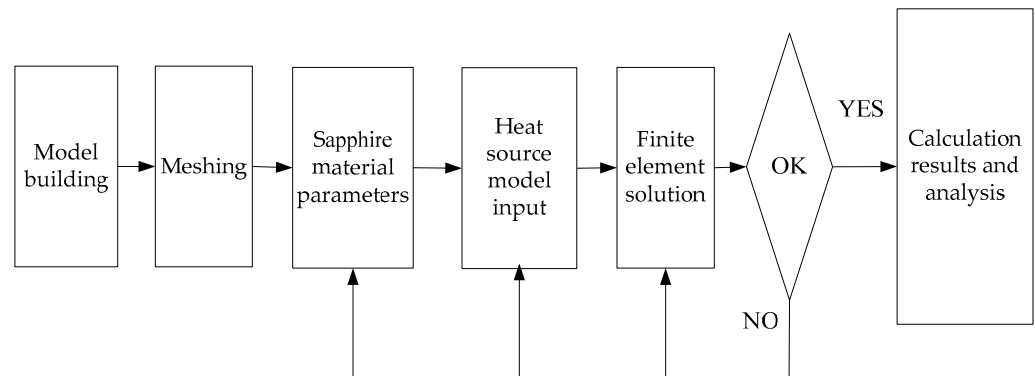 Model
building
Meshing
Sapphire
material
parameters
Heat
source
model
input
Finite
element
solution
OK
YES
NO
Calculation
results and
analysis